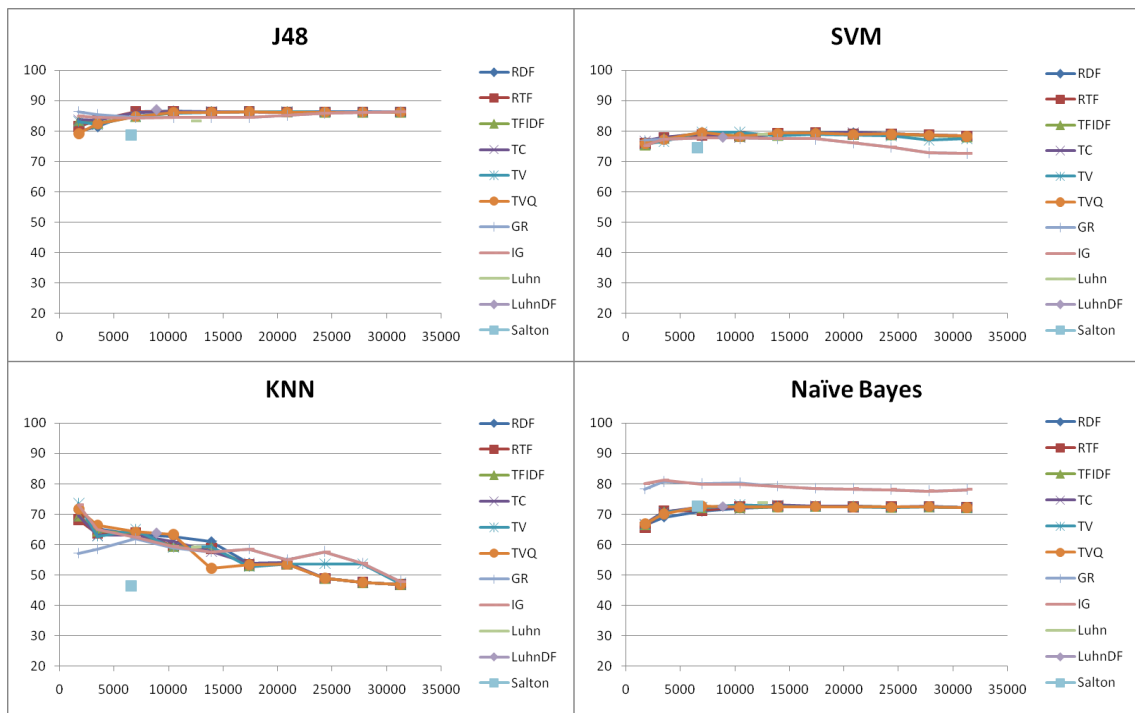 J48
100
90
80
70
60
50
40
30
20
0 5000 10000 15000 20000 25000 30000 35000
RDF
RTF
TFIDF
TC
TV
TVQ
GR
IG
Luhn
LuhnDF
Salton
SVM
100
90
80
70
60
50
40
30
20
0 5000 10000 15000 20000 25000 30000 35000
RDF
RTF
TFIDF
TC
TV
TVQ
GR
IG
Luhn
LuhnDF
Salton
KNN
100
90
80
70
60
50
40
30
20
0 5000 10000 15000 20000 25000 30000 35000
RDF
RTF
TFIDF
TC
TV
TVQ
GR
IG
Luhn
LuhnDF
Salton
Naïve Bayes
100
90
80
70
60
50
40
30
20
0 5000 10000 15000 20000 25000 30000 35000
RDF
RTF
TFIDF
TC
TV
TVQ
GR
IG
Luhn
LuhnDF
Salton